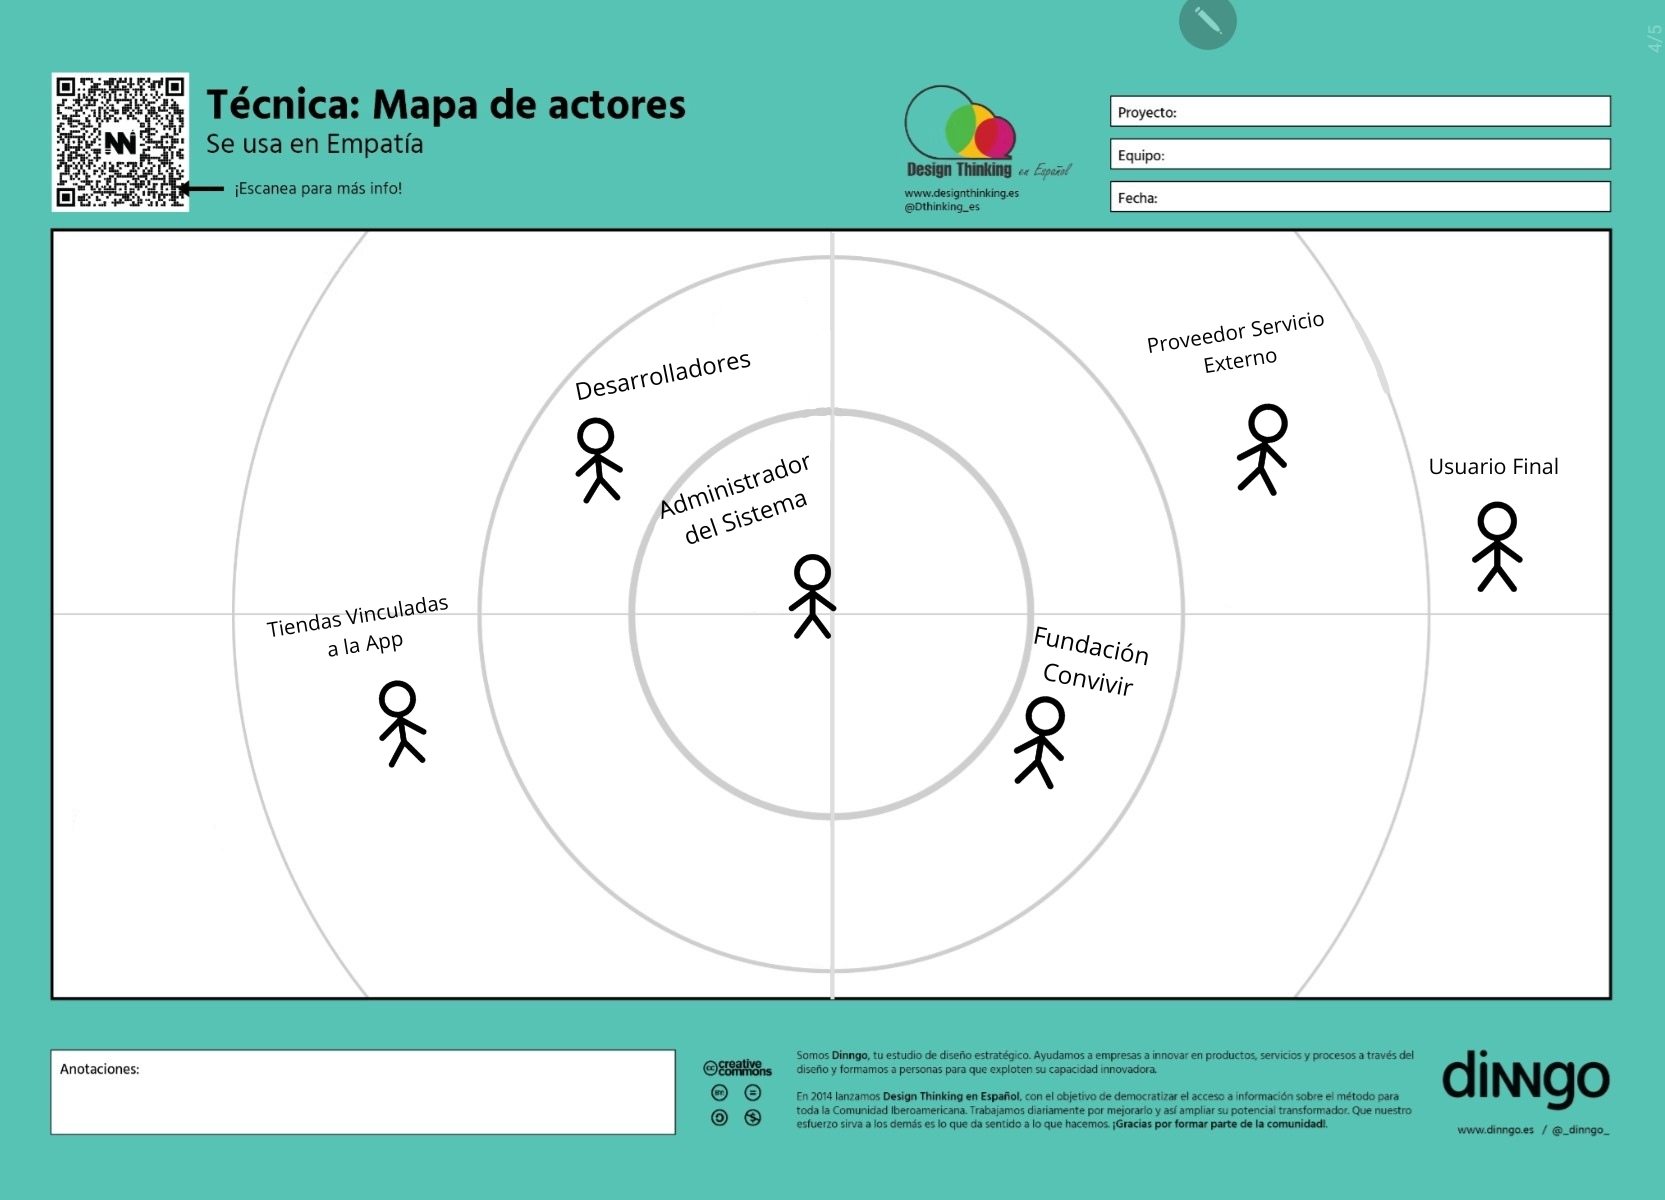 4/5
Técnica: Mapa de actores
Se usa en Empatía
¡Escanea para más info!
NN
Design Thinking en Español
www.designthinking.es
@Dthinking_es
Proyecto:
Equipo:
Fecha:
Desarrolladores
Proveedor Servicio
Externo
Administrador
del Sistema
Usuario Final
Tiendas Vinculadas
a la App
Fundación
Convivir
Anotaciones:
creative
commons
Somos Dinngo, tu estudio de diseño estratégico. Ayudamos a empresas a innovar en productos, servicios y procesos a través del
diseño y formamos a personas para que exploten su capacidad innovadora.
En 2014 lanzamos Design Thinking en Español, con el objetivo de democratizar el acceso a información sobre el método para
toda la Comunidad Iberoamericana. Trabajamos diariamente por mejorarlo y así ampliar su potencial transformador. Que nuestro
esfuerzo sirva a los demás es lo que da sentido a lo que hacemos. ¡Gracias por formar parte de la comunidad!.
dinngo
www.dinngo.es / @_dinngo_